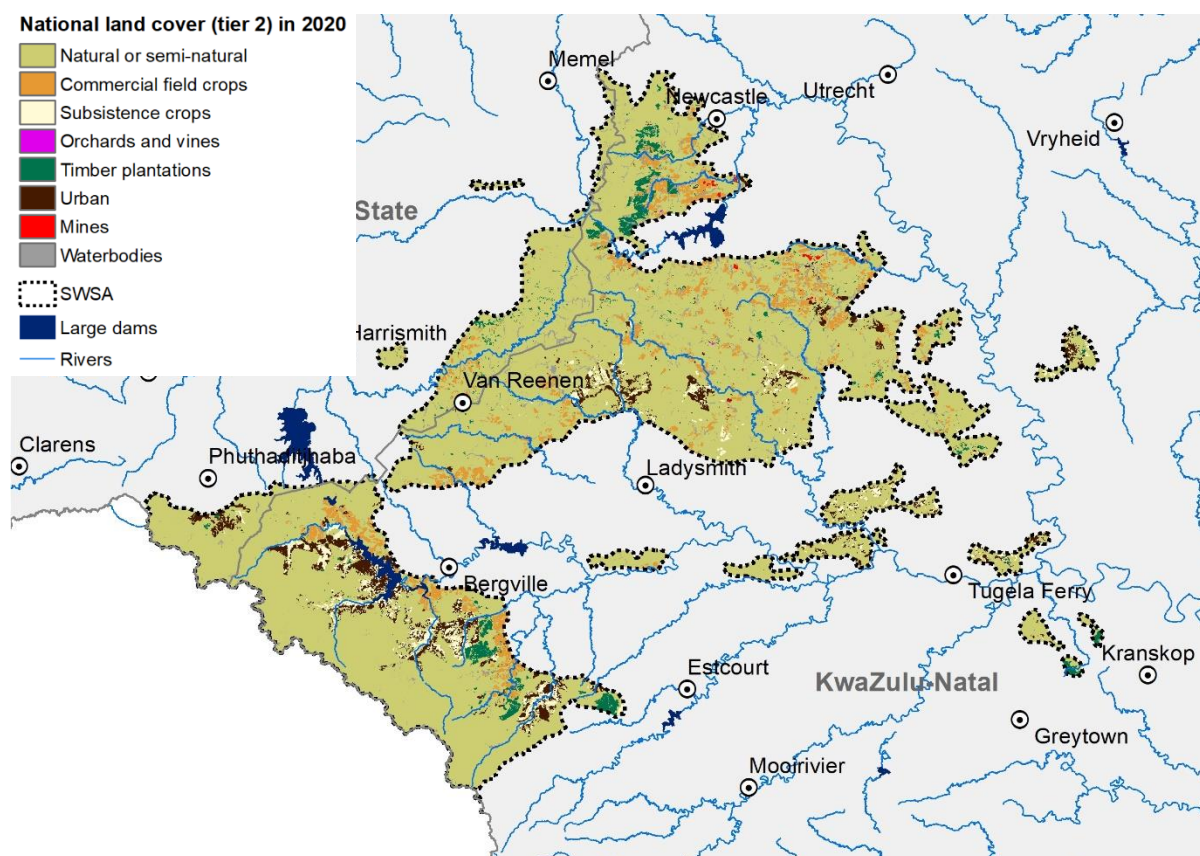 National land cover (tier 2) in 2020
Natural or semi-natural
Commercial field crops
Subsistence crops
Orchards and vines
Timber plantations
Urban
Mines
Waterbodies
SWSA
Large dams
Rivers
Memel
Newcastle
Utrecht
Vryheid
State
Harrismith
Van Reenen
Clarens
Phuthaditjhaba
Ladysmith
Bergville
Tugela Ferry
Estcourt
KwaZulu-Natal
Kranskop
Greytown
Mooirivier